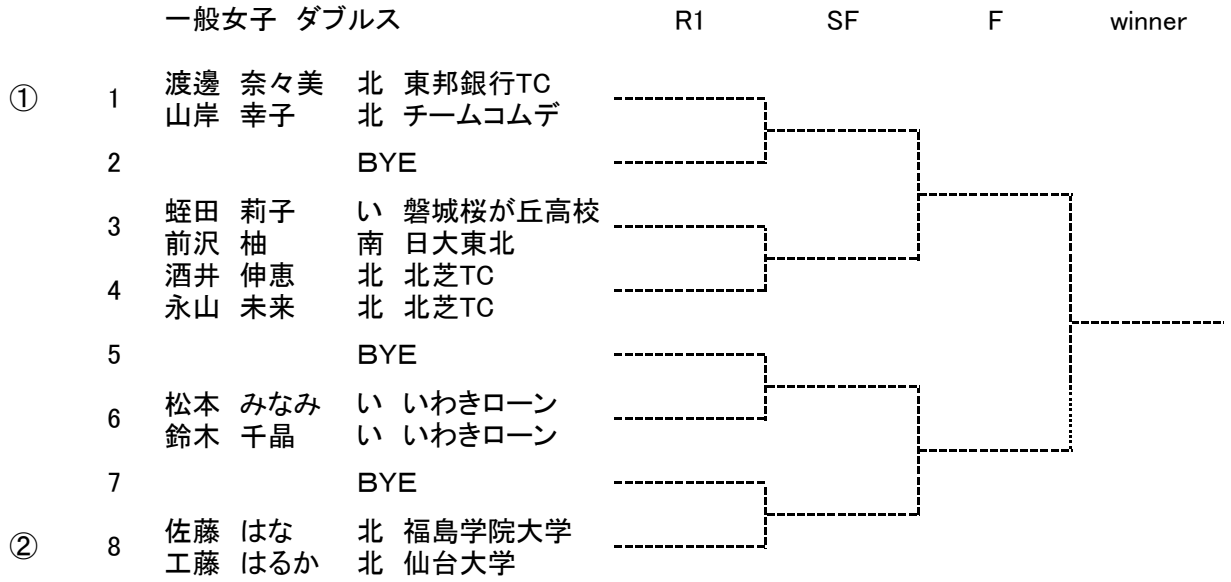 一般女子 ダブルス R1 SF F winner
① 1 渡邊 奈々美 北 東邦銀行TC
山岸 幸子 北 チームコムデ
2 BYE
3 蛭田 莉子 い 磐城桜が丘高校
前沢 柚 南 日大東北
4 酒井 伸恵 北 北芝TC
永山 未来 北 北芝TC
5 BYE
6 松本 みなみ い いわきローン
鈴木 千晶 い いわきローン
7 BYE
② 8 佐藤 はな 北 福島学院大学
工藤 はるか 北 仙台大学